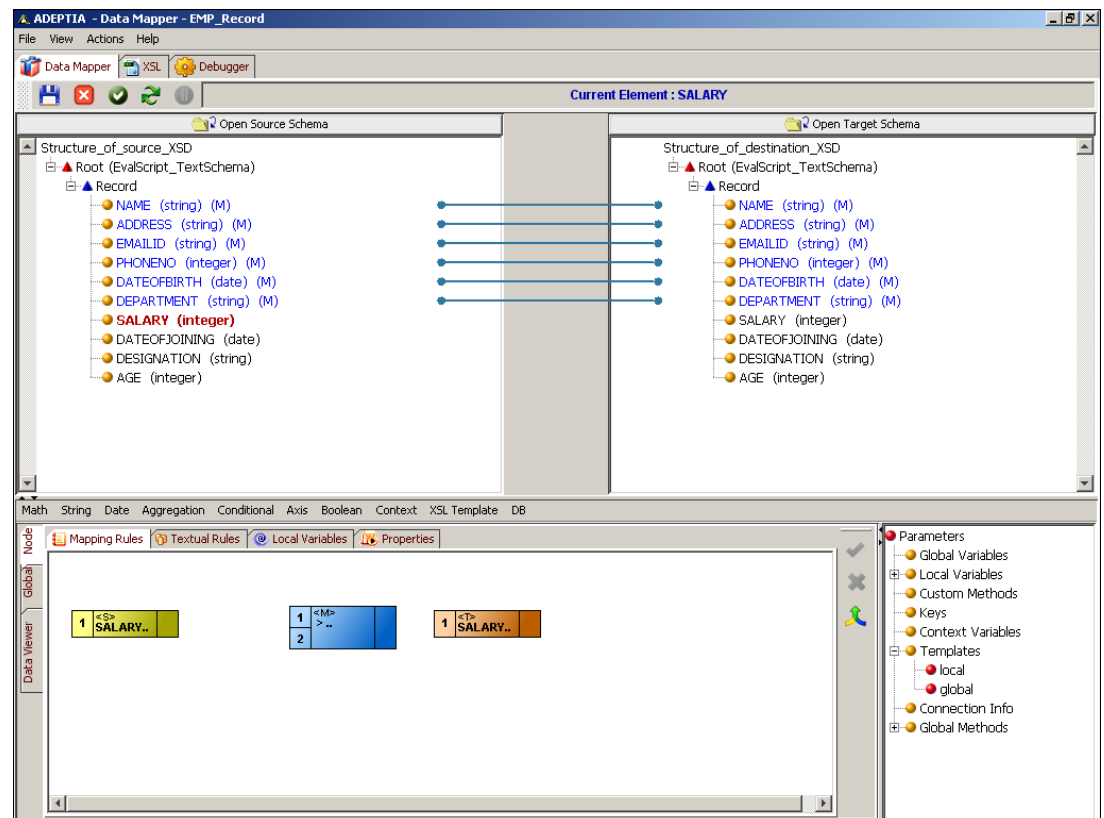 ADEPTIA - Data Mapper - EMP_Record
File View Actions Help
Data Mapper XSL Debugger
Current Element : SALARY
Open Source Schema
Open Target Schema
Structure_of_source_XSD
Root (EvalScript_TextSchema)
Record
NAME (string) (M)
ADDRESS (string) (M)
EMAILID (string) (M)
PHONENO (integer) (M)
DATEOFBIRTH (date) (M)
DEPARTMENT (string) (M)
SALARY (integer)
DATEOFJOINING (date)
DESIGNATION (string)
AGE (integer)
Structure_of_destination_XSD
Root (EvalScript_TextSchema)
Record
NAME (string) (M)
ADDRESS (string) (M)
EMAILID (string) (M)
PHONENO (integer) (M)
DATEOFBIRTH (date) (M)
DEPARTMENT (string) (M)
SALARY (integer)
DATEOFJOINING (date)
DESIGNATION (string)
AGE (integer)
Math String Date Aggregation Conditional Axis Boolean Context XSL Template DB
Node
Global
Data Viewer
Mapping Rules Textual Rules Local Variables Properties
1 <S> SALARY..
1 <M> > ..
2
1 <T> SALARY..
Parameters
Global Variables
Local Variables
Custom Methods
Keys
Context Variables
Templates
local
global
Connection Info
Global Methods